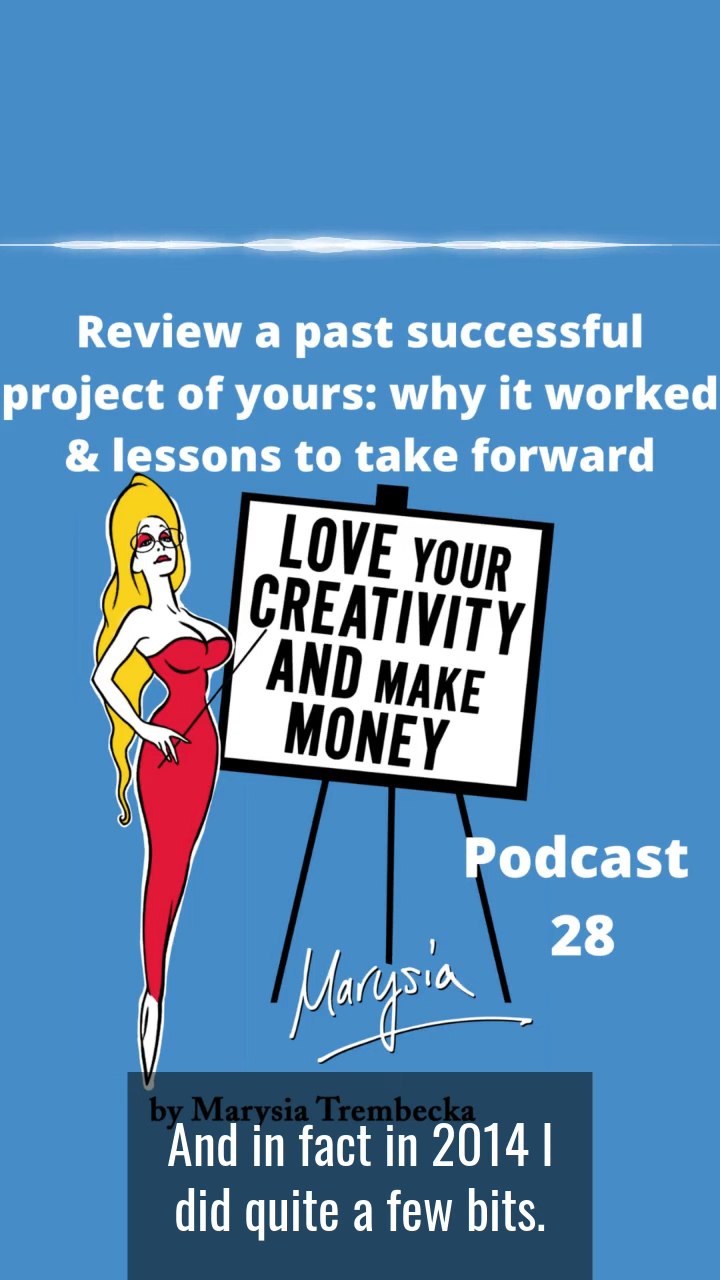 Review a past successful
project of yours: why it worked
& lessons to take forward
LOVE YOUR
CREATIVITY
AND MAKE
MONEY
Podcast
28
Marysia
by Marysia Trembecka
And in fact in 2014 I
did quite a few bits.